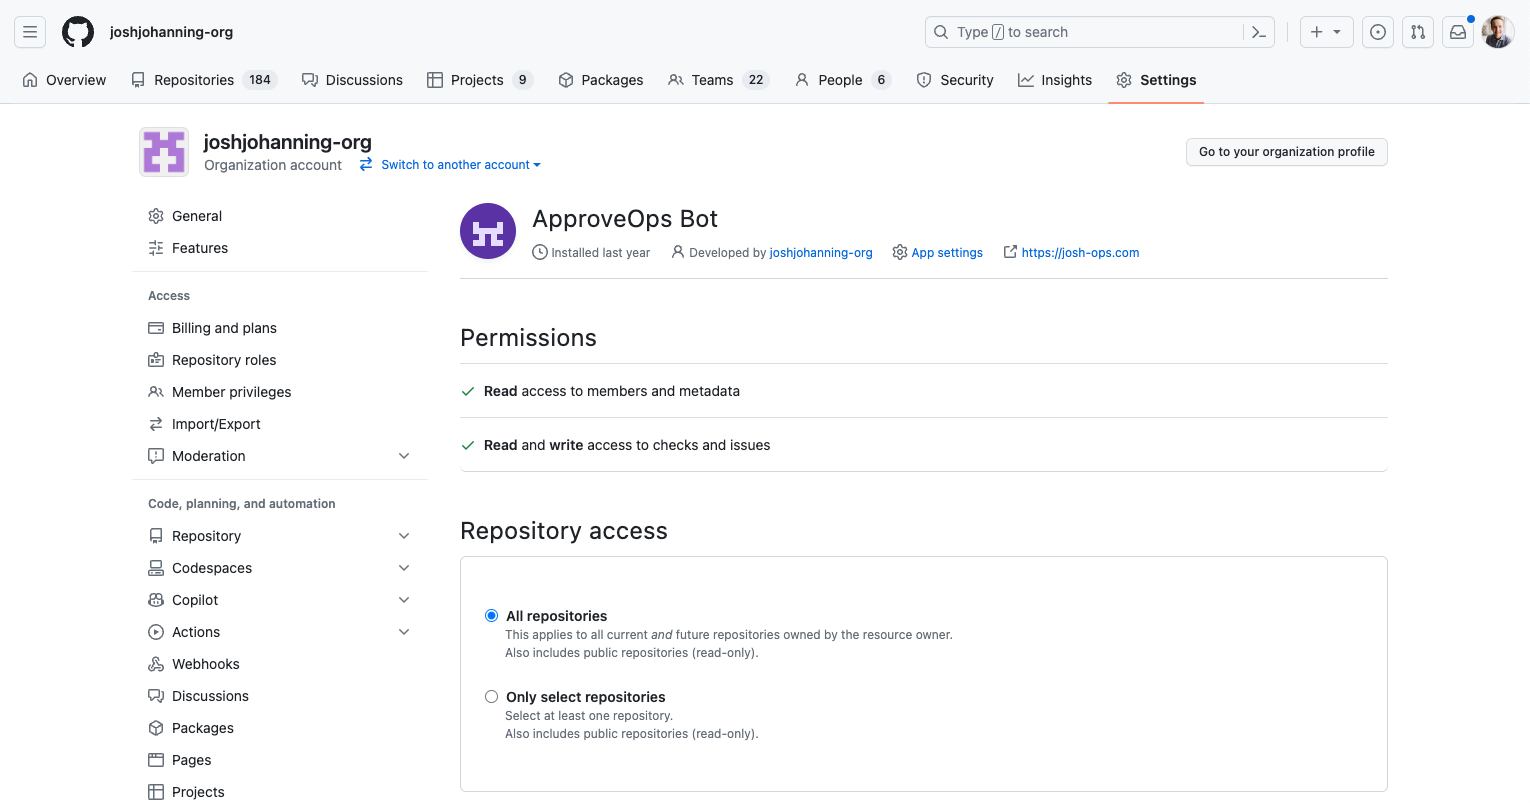 joshjohanning-org
Type / to search
Overview
Repositories 184
Discussions
Projects 9
Packages
Teams 22
People 6
Security
Insights
Settings
joshjohanning-org
Organization account
Switch to another account
Go to your organization profile
General
Features
Access
Billing and plans
Repository roles
Member privileges
Import/Export
Moderation
Code, planning, and automation
Repository
Codespaces
Copilot
Actions
Webhooks
Discussions
Packages
Pages
Projects
ApproveOps Bot
Installed last year
Developed by joshjohanning-org
App settings
https://josh-ops.com
Permissions
Read access to members and metadata
Read and write access to checks and issues
Repository access
All repositories
This applies to all current and future repositories owned by the resource owner.
Also includes public repositories (read-only).
Only select repositories
Select at least one repository.
Also includes public repositories (read-only).